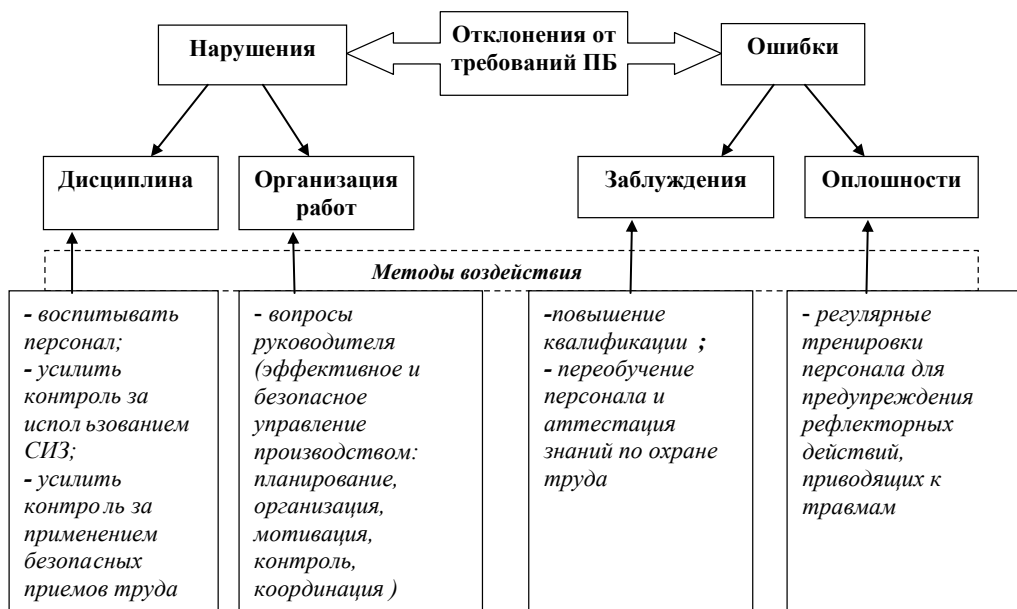 Отклонения от
требований ПБ
Нарушения
Ошибки
Дисциплина
Организация
работ
Заблуждения
Оплошности
Методы воздействия
- воспитывать
персонал;
- усилить
контроль за
испол ьзованием
СИЗ;
- усилить
контро ль за
применением
безопасных
приемов труда
- вопросы
руководителя
(эффективное и
безопасное
управление
производством:
планирование,
организация,
мотивация,
контроль,
координация )
-повышение
квалификации ;
- переобучение
персонала и
аттестация
знаний по охране
труда
- регулярные
тренировки
персонала для
предупреждения
рефлекторных
действий,
приводящих к
травмам